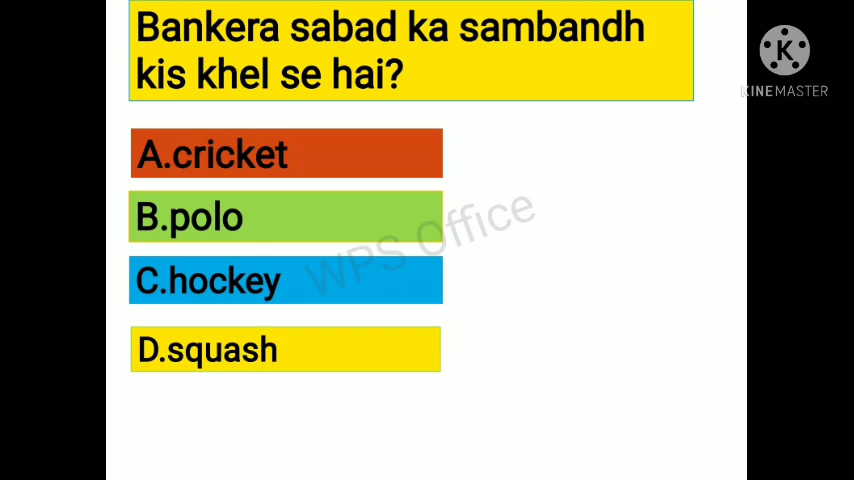 Bankera sabad ka sambandh
kis khel se hai?
K
KINEMASTER
A.cricket
B.polo
WPS Office
C.hockey
D.squash